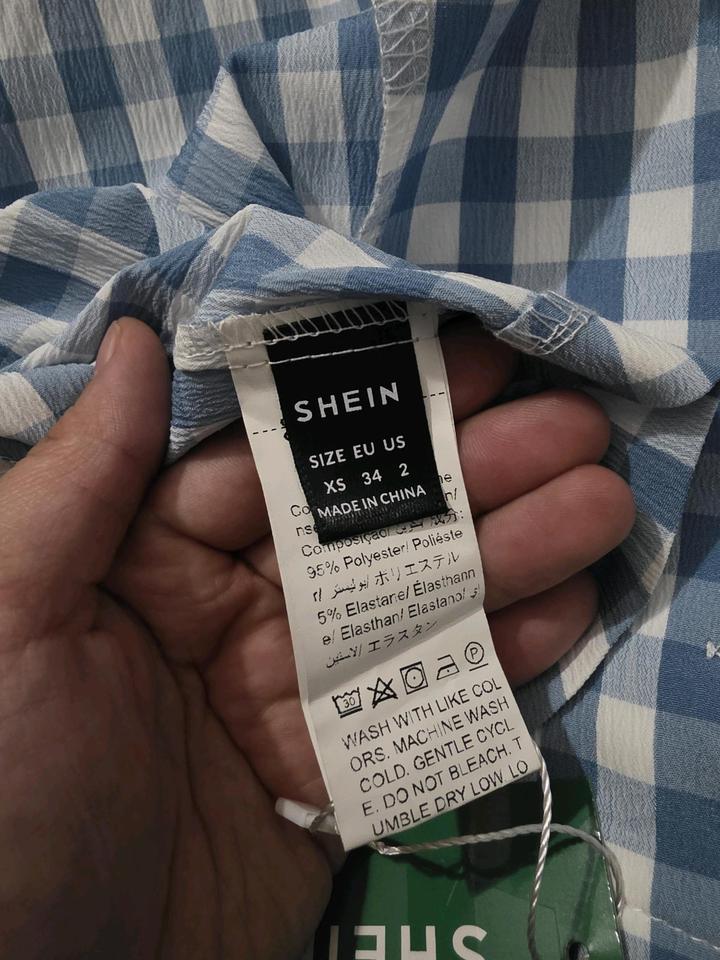 SHEIN
SIZE EU US
XS 34 2
MADE IN CHINA
Composição/
95% Polyester/ Polieste
r/ بوليستر/ ポリエステル
5% Elastane/ Élasthann
e/ Elasthan/ Elastano/
الاستين/ エラスタン
30
P
WASH WITH LIKE COL
ORS. MACHINE WASH
COLD. GENTLE CYCL
E. DO NOT BLEACH. T
UMBLE DRY LOW. LO
SHEIN